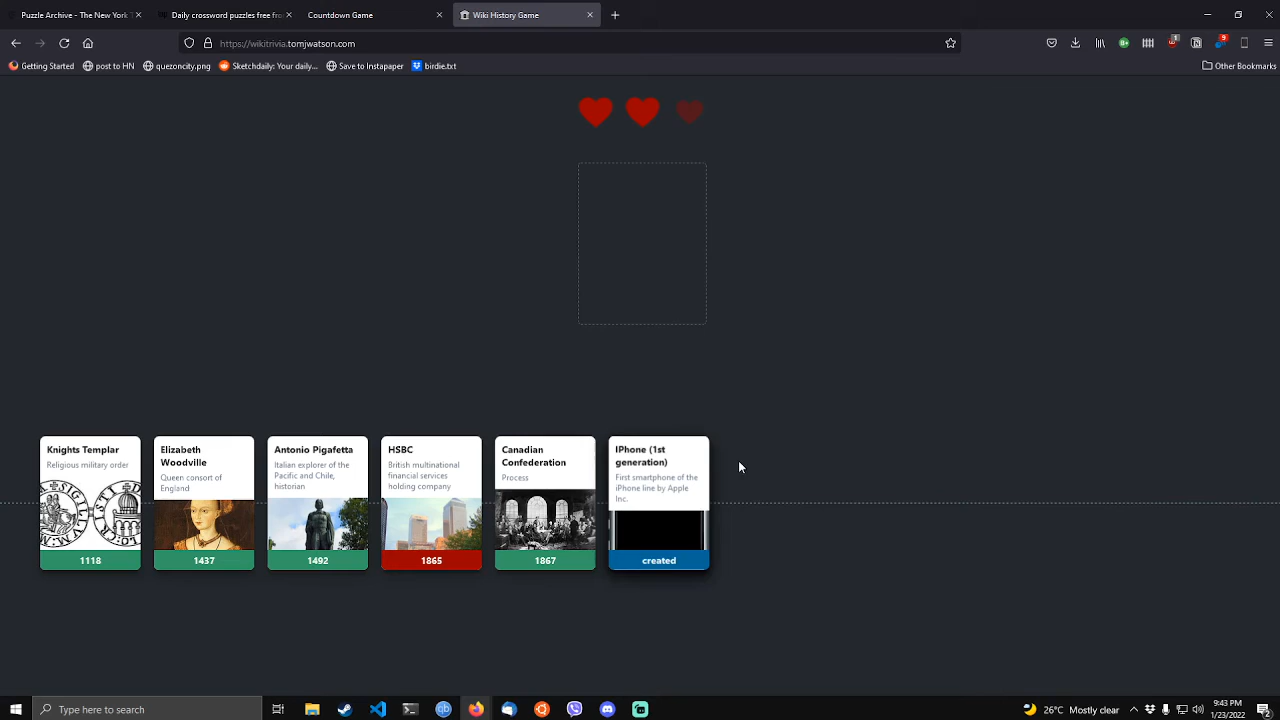 Puzzle Archive - The New York T
Daily crossword puzzles free fro
Countdown Game
Wiki History Game
https://wikitrivia.tomjwatson.com
Getting Started
post to HN
quezoncity.png
Sketchdaily: Your daily...
Save to Instapaper
birdie.txt
Other Bookmarks
Knights Templar
Religious military order
1118
Elizabeth
Woodville
Queen consort of
England
1437
Antonio Pigafetta
Italian explorer of the
Pacific and Chile,
historian
1492
HSBC
British multinational
financial services
holding company
1865
Canadian
Confederation
Process
1867
IPhone (1st
generation)
First smartphone of the
iPhone line by Apple
Inc.
created
Type here to search
26°C Mostly clear
9:43 PM
1/23/2022